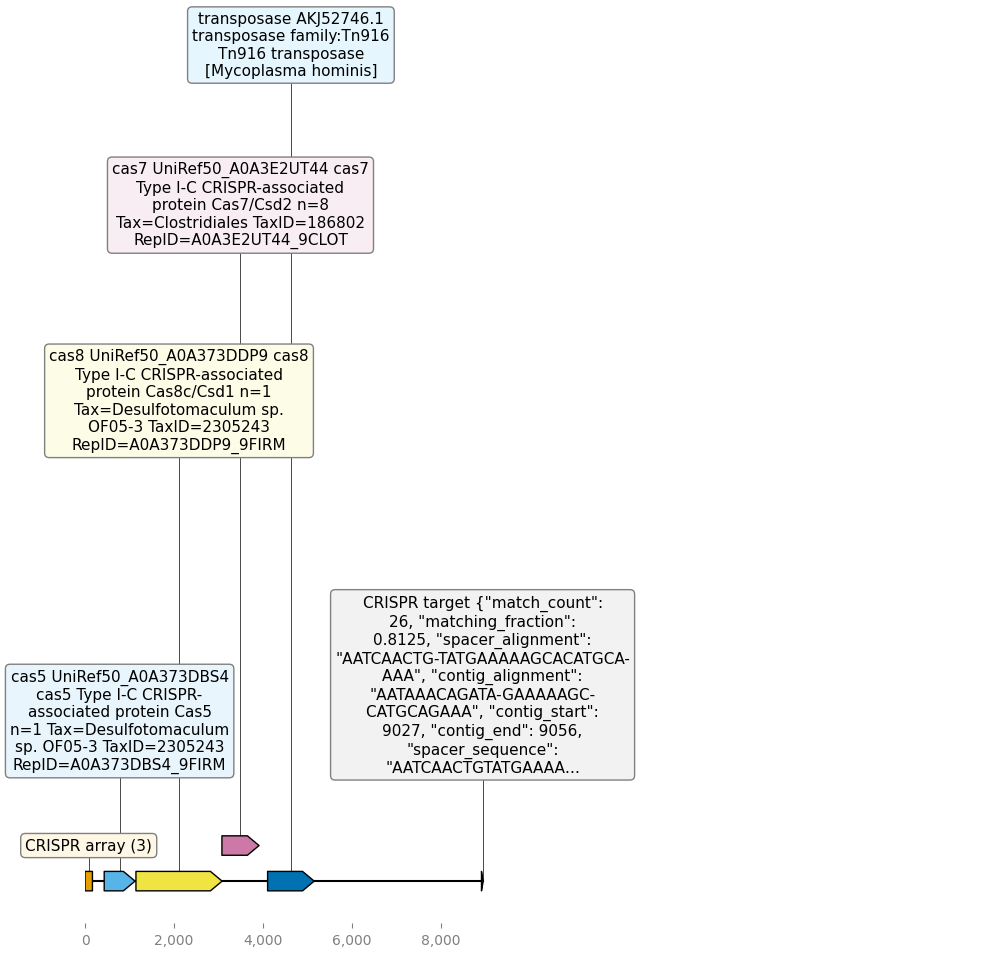 transposase AKJ52746.1
transposase family:Tn916
Tn916 transposase
[Mycoplasma hominis]
cas7 UniRef50_A0A3E2UT44 cas7
Type I-C CRISPR-associated
protein Cas7/Csd2 n=8
Tax=Clostridiales TaxID=186802
RepID=A0A3E2UT44_9CLOT
cas8 UniRef50_A0A373DDP9 cas8
Type I-C CRISPR-associated
protein Cas8c/Csd1 n=1
Tax=Desulfotomaculum sp.
OF05-3 TaxID=2305243
RepID=A0A373DDP9_9FIRM
CRISPR target {"match_count":
26, "matching_fraction":
0.8125, "spacer_alignment":
"AATCAACTG-TATGAAAAAGCACATGCA-
AAA", "contig_alignment":
"AATAAACAGATA-GAAAAAGC-
CATGCAGAAA", "contig_start":
9027, "contig_end": 9056,
"spacer_sequence":
"AATCAACTGTATGAAAA...
cas5 UniRef50_A0A373DBS4
cas5 Type I-C CRISPR-
associated protein Cas5
n=1 Tax=Desulfotomaculum
sp. OF05-3 TaxID=2305243
RepID=A0A373DBS4_9FIRM
CRISPR array (3)
0 2,000 4,000 6,000 8,000